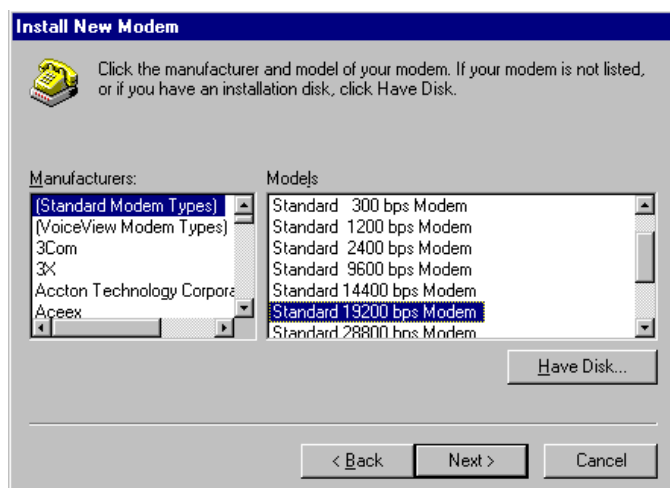 Install New Modem
Click the manufacturer and model of your modem. If your modem is not listed,
or if you have an installation disk, click Have Disk.
Manufacturers:
Models
(Standard Modem Types)
(VoiceView Modem Types)
3Com
3X
Accton Technology Corpora
Aceex
Standard 300 bps Modem
Standard 1200 bps Modem
Standard 2400 bps Modem
Standard 9600 bps Modem
Standard 14400 bps Modem
Standard 19200 bps Modem
Standard 28800 bps Modem
Have Disk...
< Back
Next >
Cancel